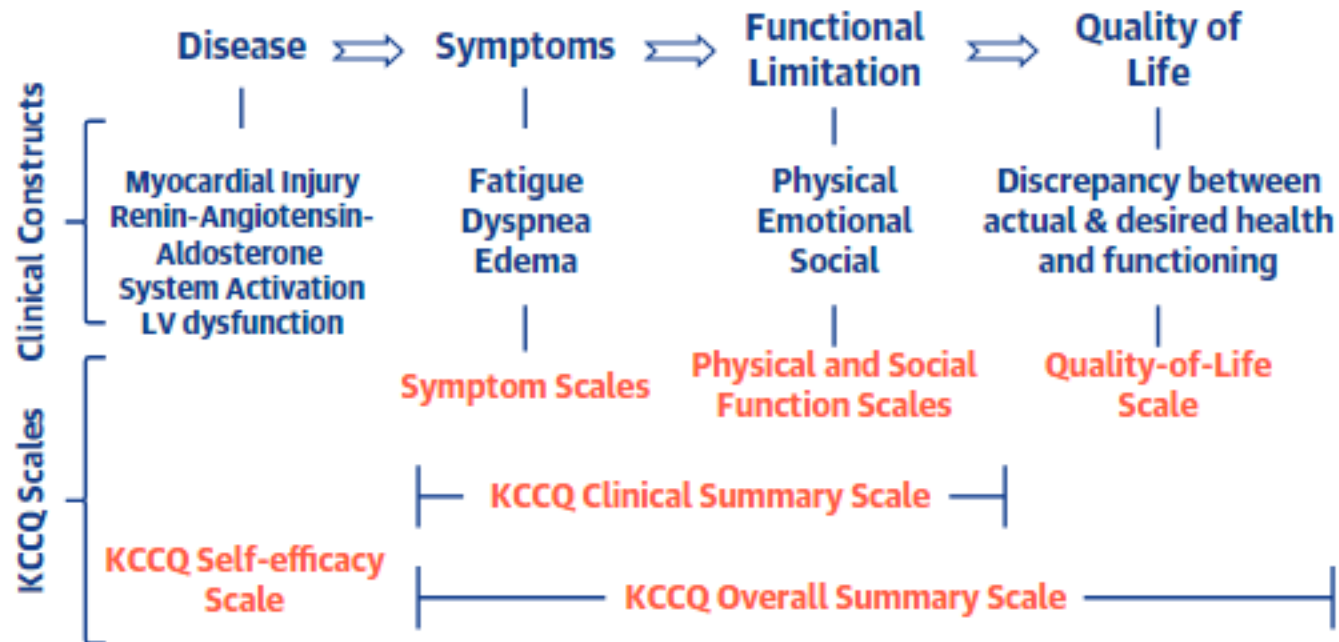 Disease
Symptoms
Functional
Limitation
Quality of
Life
Clinical Constructs
Myocardial Injury
Renin-Angiotensin-
Aldosterone
System Activation
LV dysfunction
Fatigue
Dyspnea
Edema
Physical
Emotional
Social
Discrepancy between
actual & desired health
and functioning
KCCQ Scales
Symptom Scales
Physical and Social
Function Scales
Quality-of-Life
Scale
KCCQ Clinical Summary Scale
KCCQ Self-efficacy
Scale
KCCQ Overall Summary Scale